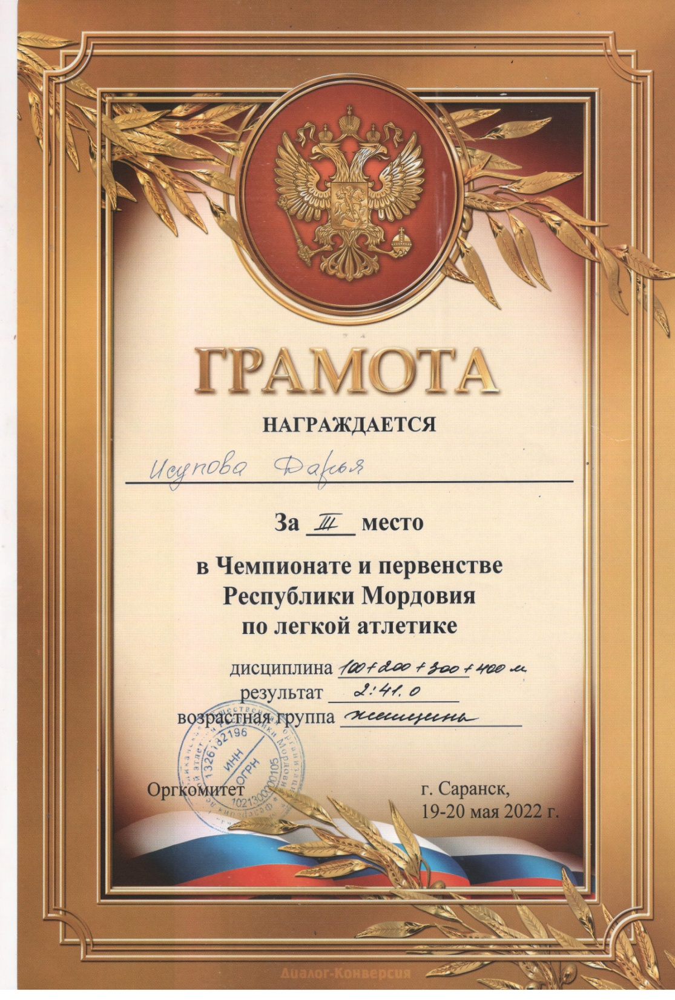 ГРАМОТА
НАГРАЖДАЕТСЯ
Исупова Дарья
За III место
в Чемпионате и первенстве
Республики Мордовия
по легкой атлетике
дисциплина 100+200+300+400 м
результат 2:41.0
возрастная группа женщины
1326182196
ИНН
ОГРН
1021300000105
Оргкомитет
г. Саранск,
19-20 мая 2022 г.
Диалог-Конверсия